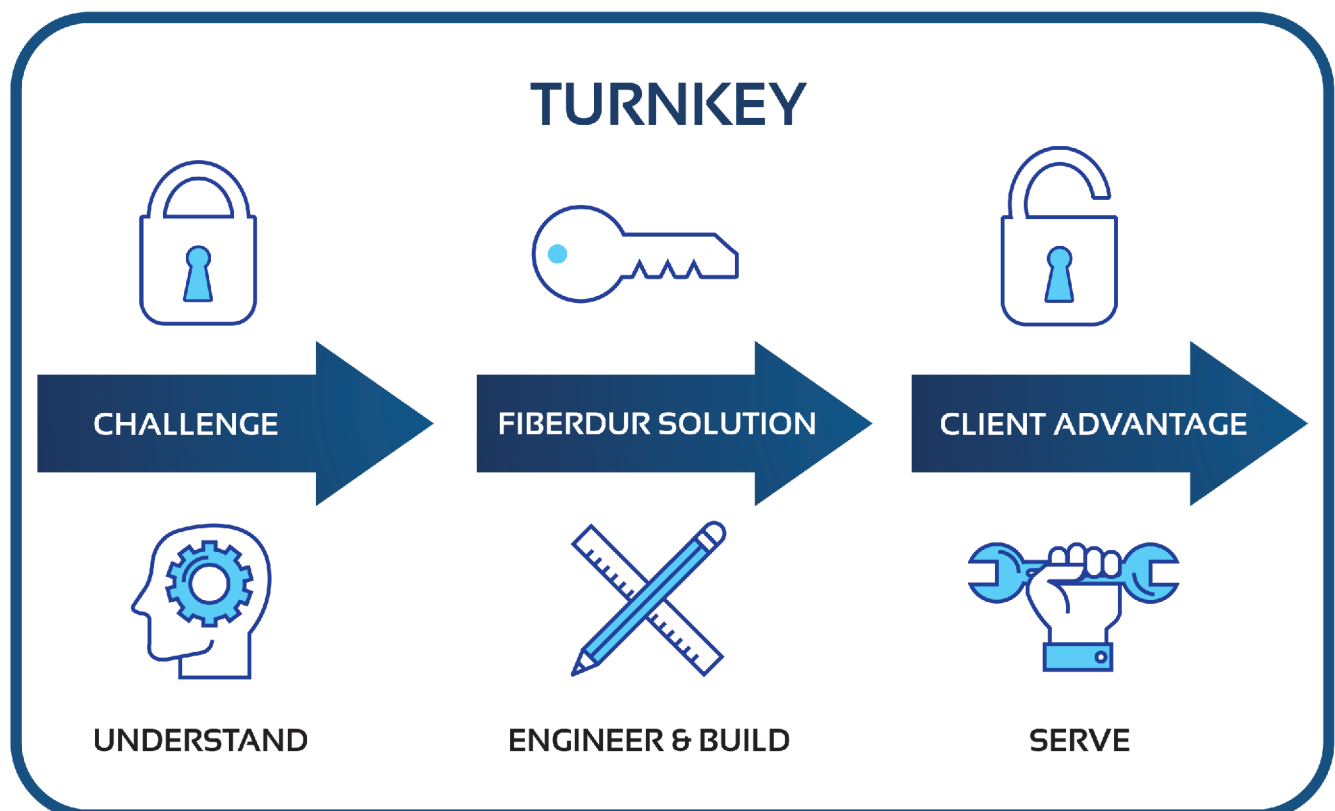 TURNKEY
CHALLENGE
FIBERDUR SOLUTION
CLIENT ADVANTAGE
UNDERSTAND
ENGINEER & BUILD
SERVE